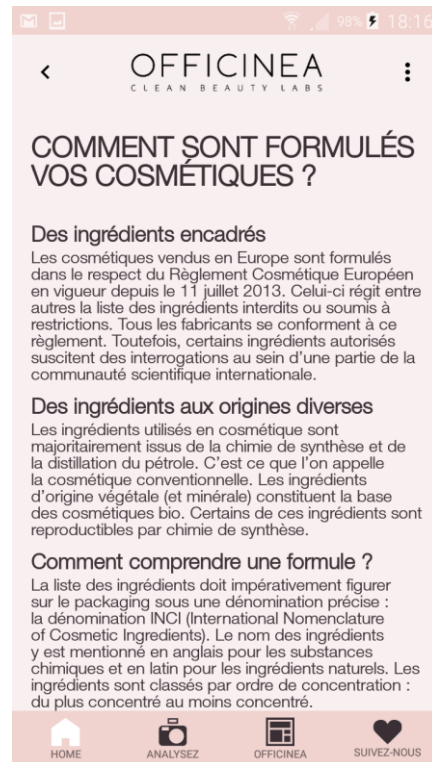 98% 18:16
OFFICINEA
CLEAN BEAUTY LABS
COMMENT SONT FORMULÉS
VOS COSMÉTIQUES ?
Des ingrédients encadrés
Les cosmétiques vendus en Europe sont formulés
dans le respect du Règlement Cosmétique Européen
en vigueur depuis le 11 juillet 2013. Celui-ci régit entre
autres la liste des ingrédients interdits ou soumis à
restrictions. Tous les fabricants se conforment à ce
règlement. Toutefois, certains ingrédients autorisés
suscitent des interrogations au sein d’une partie de la
communauté scientifique internationale.
Des ingrédients aux origines diverses
Les ingrédients utilisés en cosmétique sont
majoritairement issus de la chimie de synthèse et de
la distillation du pétrole. C’est ce que l’on appelle
la cosmétique conventionnelle. Les ingrédients
d’origine végétale (et minérale) constituent la base
des cosmétiques bio. Certains de ces ingrédients sont
reproductibles par chimie de synthèse.
Comment comprendre une formule ?
La liste des ingrédients doit impérativement figurer
sur le packaging sous une dénomination précise :
la dénomination INCI (International Nomenclature
of Cosmetic Ingredients). Le nom des ingrédients
y est mentionné en anglais pour les substances
chimiques et en latin pour les ingrédients naturels. Les
ingrédients sont classés par ordre de concentration :
du plus concentré au moins concentré.
HOME ANALYSEZ OFFICINEA SUIVEZ-NOUS